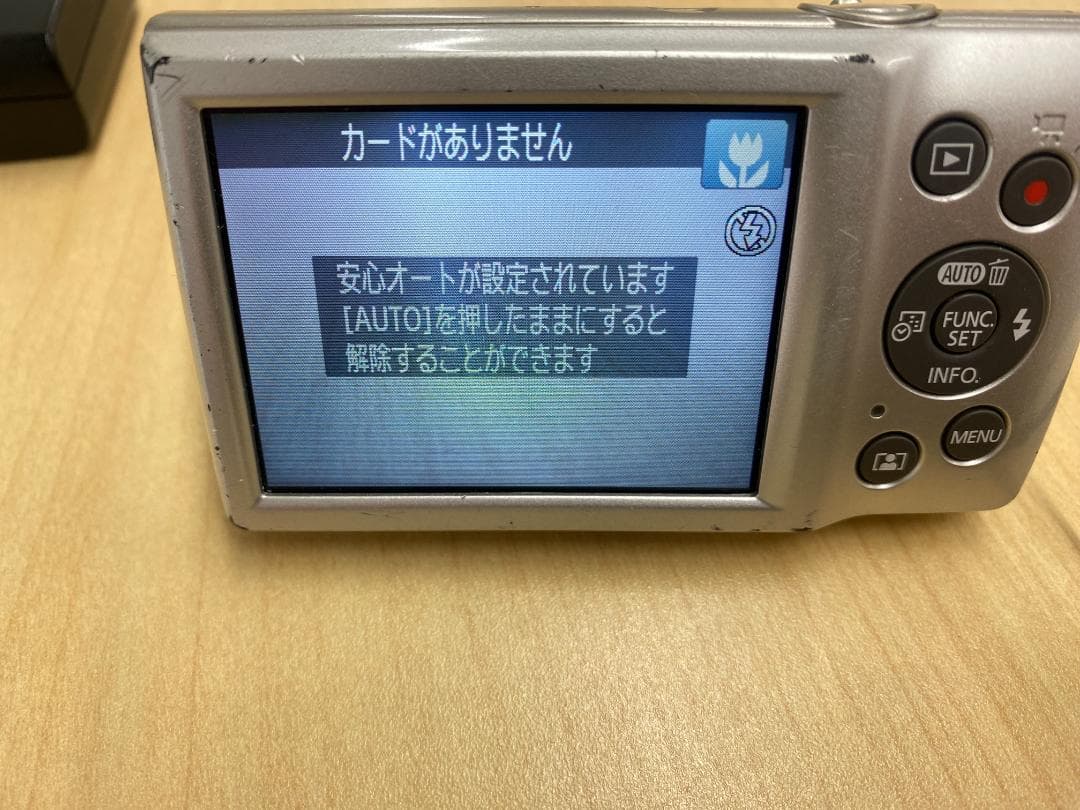 カードがありません
安心オートが設定されています
[AUTO]を押したままにすると
解除することができます
AUTO
FUNC.
SET
INFO.
MENU